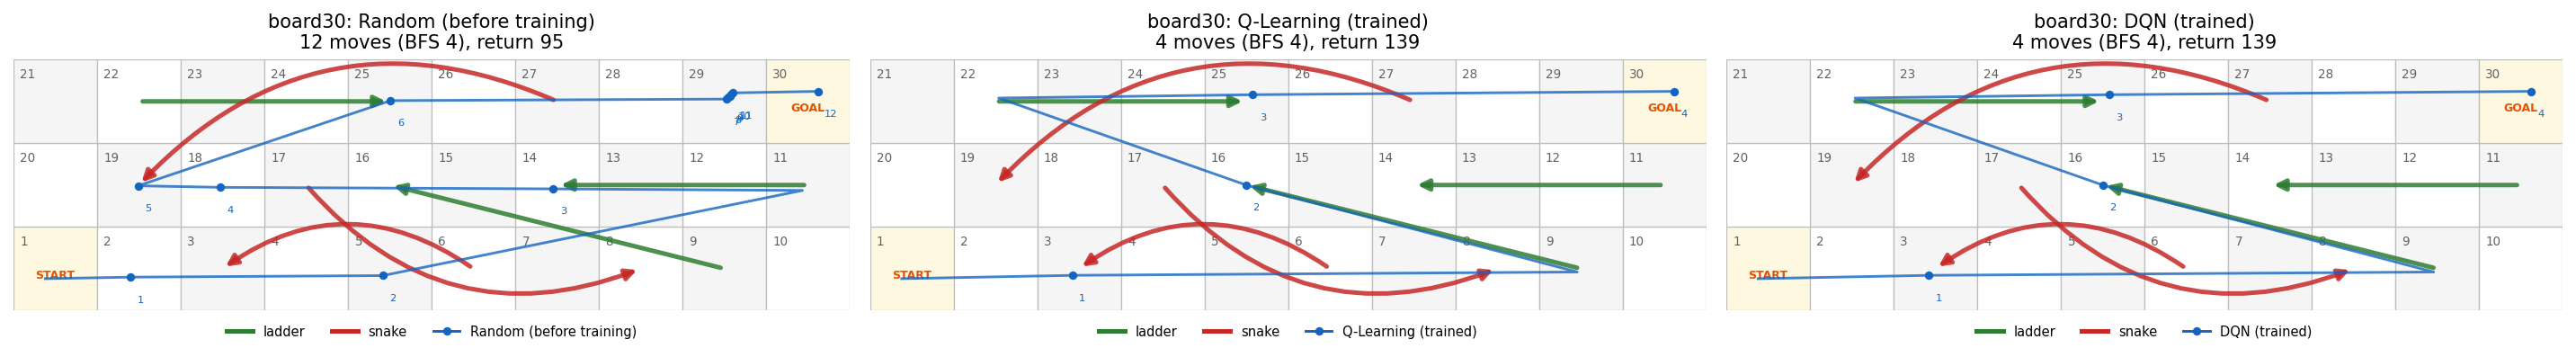 board30: Random (before training)
12 moves (BFS 4), return 95
21 22 23 24 25 26 27 28 29 30
GOAL
6 12
20 19 18 17 16 15 14 13 12 11
5 4 3
1 2 3 4 5 6 7 8 9 10
START
1 2
ladder snake Random (before training)
board30: Q-Learning (trained)
4 moves (BFS 4), return 139
21 22 23 24 25 26 27 28 29 30
GOAL
3 4
20 19 18 17 16 15 14 13 12 11
2
1 2 3 4 5 6 7 8 9 10
START
1
ladder snake Q-Learning (trained)
board30: DQN (trained)
4 moves (BFS 4), return 139
21 22 23 24 25 26 27 28 29 30
GOAL
3 4
20 19 18 17 16 15 14 13 12 11
2
1 2 3 4 5 6 7 8 9 10
START
1
ladder snake DQN (trained)